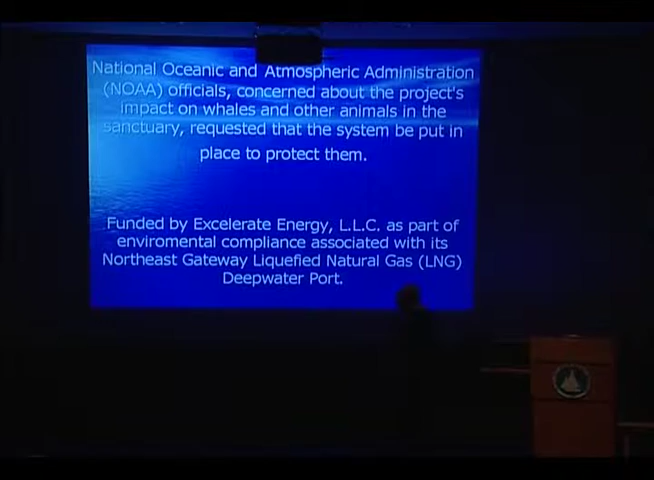 National Oceanic and Atmospheric Administration
(NOAA) officials, concerned about the project's
impact on whales and other animals in the
sanctuary, requested that the system be put in
place to protect them.
Funded by Excelerate Energy, L.L.C. as part of
enviromental compliance associated with its
Northeast Gateway Liquefied Natural Gas (LNG)
Deepwater Port.